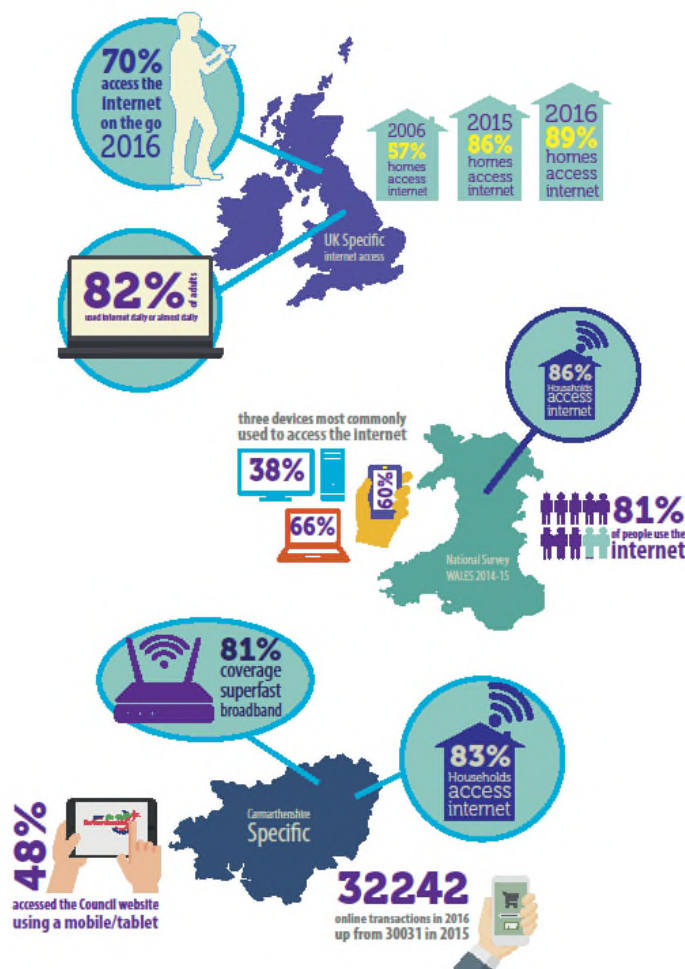 70%
access the
Internet
on the go
2016
2006
57%
homes
access
internet
2015
86%
homes
access
internet
2016
89%
homes
access
internet
UK Specific
internet access
82%
of adults
used internet daily or almost daily
86%
Households
access
internet
three devices most commonly
used to access the internet
38%
60%
66%
81%
of people use the
internet
National Survey
WALES 2014-15
81%
coverage
superfast
broadband
83%
Households
access
internet
Carmarthenshire
Specific
48%
accessed the Council website
using a mobile/tablet
32242
online transactions in 2016
up from 30031 in 2015